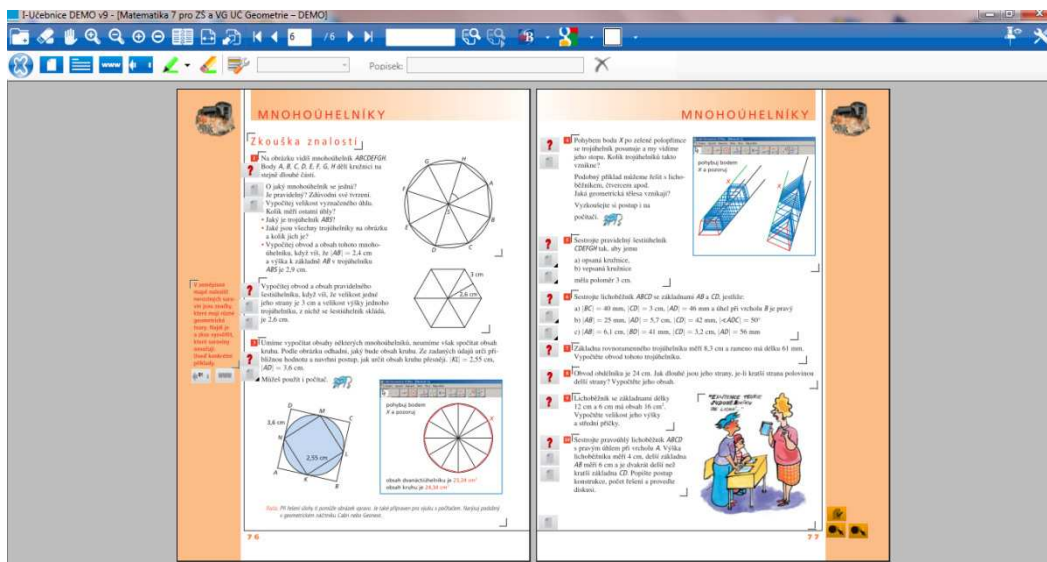 I-Učebnice DEMO v9 - [Matematika 7 pro ZŠ a VG UČ Geometrie – DEMO]
6 / 6
www
Popisek:
MNOHOÚHELNÍKY
Zkouška znalostí
Na obrázku vidíš mnohoúhelník ABCDEFGH.
Body A, B, C, D, E, F, G, H dělí kružnici na
stejně dlouhé části.
O jaký mnohoúhelník se jedná?
Je pravidelný? Zdůvodni své tvrzení.
Vypočítej velikost vyznačeného úhlu.
Kolik měří ostatní úhly?
• Jaký je trojúhelník ABS?
• Jaké jsou všechny trojúhelníky na obrázku
a kolik jich je?
• Vypočítej obvod a obsah tohoto mnoho-
úhelníku, když víš, že |AB| = 2,4 cm
a výška k základně AB v trojúhelníku
ABS je 2,9 cm.
G
H
A
B
C
D
E
F
Vypočítej obvod a obsah pravidelného
šestiúhelníku, když víš, že velikost jedné
jeho strany je 3 cm a velikost výšky jednoho
trojúhelníku, z nichž se šestiúhelník skládá,
je 2,6 cm.
3 cm
2,6 cm
Umíme vypočítat obsahy některých mnohoúhelníků, neumíme však spočítat obsah
kruhu. Podle obrázku odhadni, jaký bude obsah kruhu. Ze zadaných údajů urči při-
bližnou hodnotu a navrhni postup, jak určit obsah kruhu přesněji. |KL| = 2,55 cm,
|AD| = 3,6 cm.
Můžeš použít i počítač.
D
M
C
3,6 cm
N
L
2,55 cm
A
K
B
pohybuj bodem
X a pozoruj
X
obsah dvanáctiúhelníku je 23,24 cm²
obsah kruhu je 24,34 cm²
76
MNOHOÚHELNÍKY
Pohybem bodu X po zelené polopřímce
se trojúhelník posunuje a my vidíme
jeho stopu. Kolik trojúhelníků takto
vznikne?
Podobný příklad můžeme řešit s licho-
běžníkem, čtvercem apod.
Jaká geometrická tělesa vznikají?
Vyzkoušejte si postup i na
počítači.
pohybuj bodem
X a pozoruj
Sestrojte pravidelný šestiúhelník
CDEFGH tak, aby jemu
a) opsaná kružnice,
b) vepsaná kružnice
měla poloměr 3 cm.
Sestrojte lichoběžník ABCD se základnami AB a CD, jestliže:
a) |BC| = 40 mm, |CD| = 3 cm, |AD| = 46 mm a úhel při vrcholu B je pravý
b) |AB| = 25 mm, |AD| = 5,7 cm, |CD| = 42 mm, |∢ADC| = 50°
c) |AB| = 6,1 cm, |BD| = 41 mm, |CD| = 3,2 cm, |AD| = 56 mm
Základna rovnoramenného trojúhelníku měří 8,3 cm a rameno má délku 61 mm.
Vypočtěte obvod tohoto trojúhelníku.
Obvod obdélníku je 24 cm. Jak dlouhé jsou jeho strany, je-li kratší strana polovinou
delší strany? Vypočtěte jeho obsah.
Lichoběžník se základnami délky
12 cm a 6 cm má obsah 16 cm².
Vypočtěte velikost jeho výšky
a střední příčky.
Sestrojte pravoúhlý lichoběžník ABCD
s pravým úhlem při vrcholu A. Výška
lichoběžníku měří 4 cm, delší základna
AB měří 6 cm a je dvakrát delší než
kratší základna CD. Popište postup
konstrukce, počet řešení a proveďte
diskusi.
77